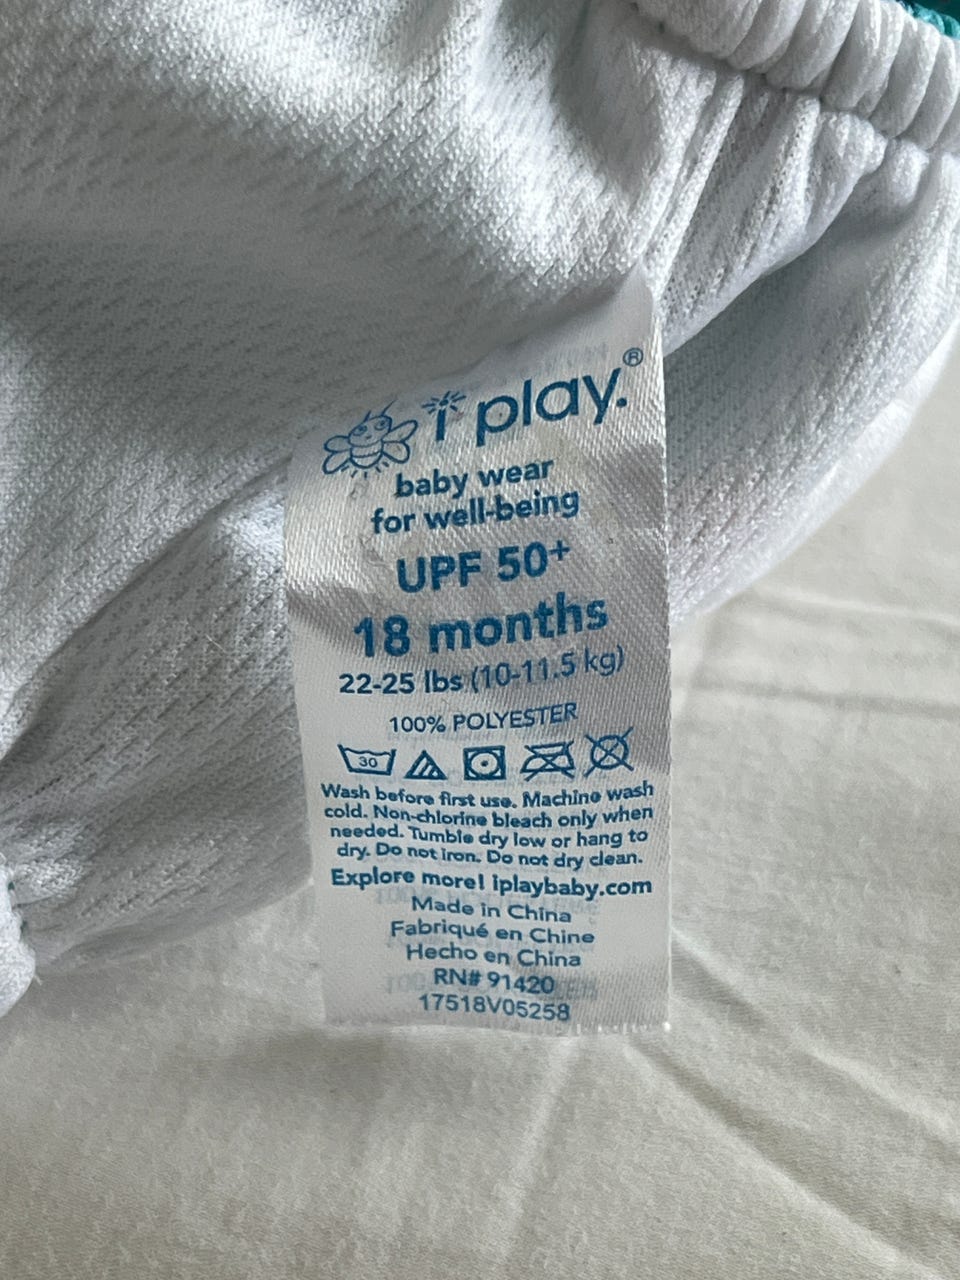 i play.®
baby wear
for well-being
UPF 50+
18 months
22-25 lbs (10-11.5 kg)
100% POLYESTER
30
Wash before first use. Machine wash
cold. Non-chlorine bleach only when
needed. Tumble dry low or hang to
dry. Do not iron. Do not dry clean.
Explore more! iplaybaby.com
Made in China
Fabriqué en Chine
Hecho en China
RN# 91420
17518V05258